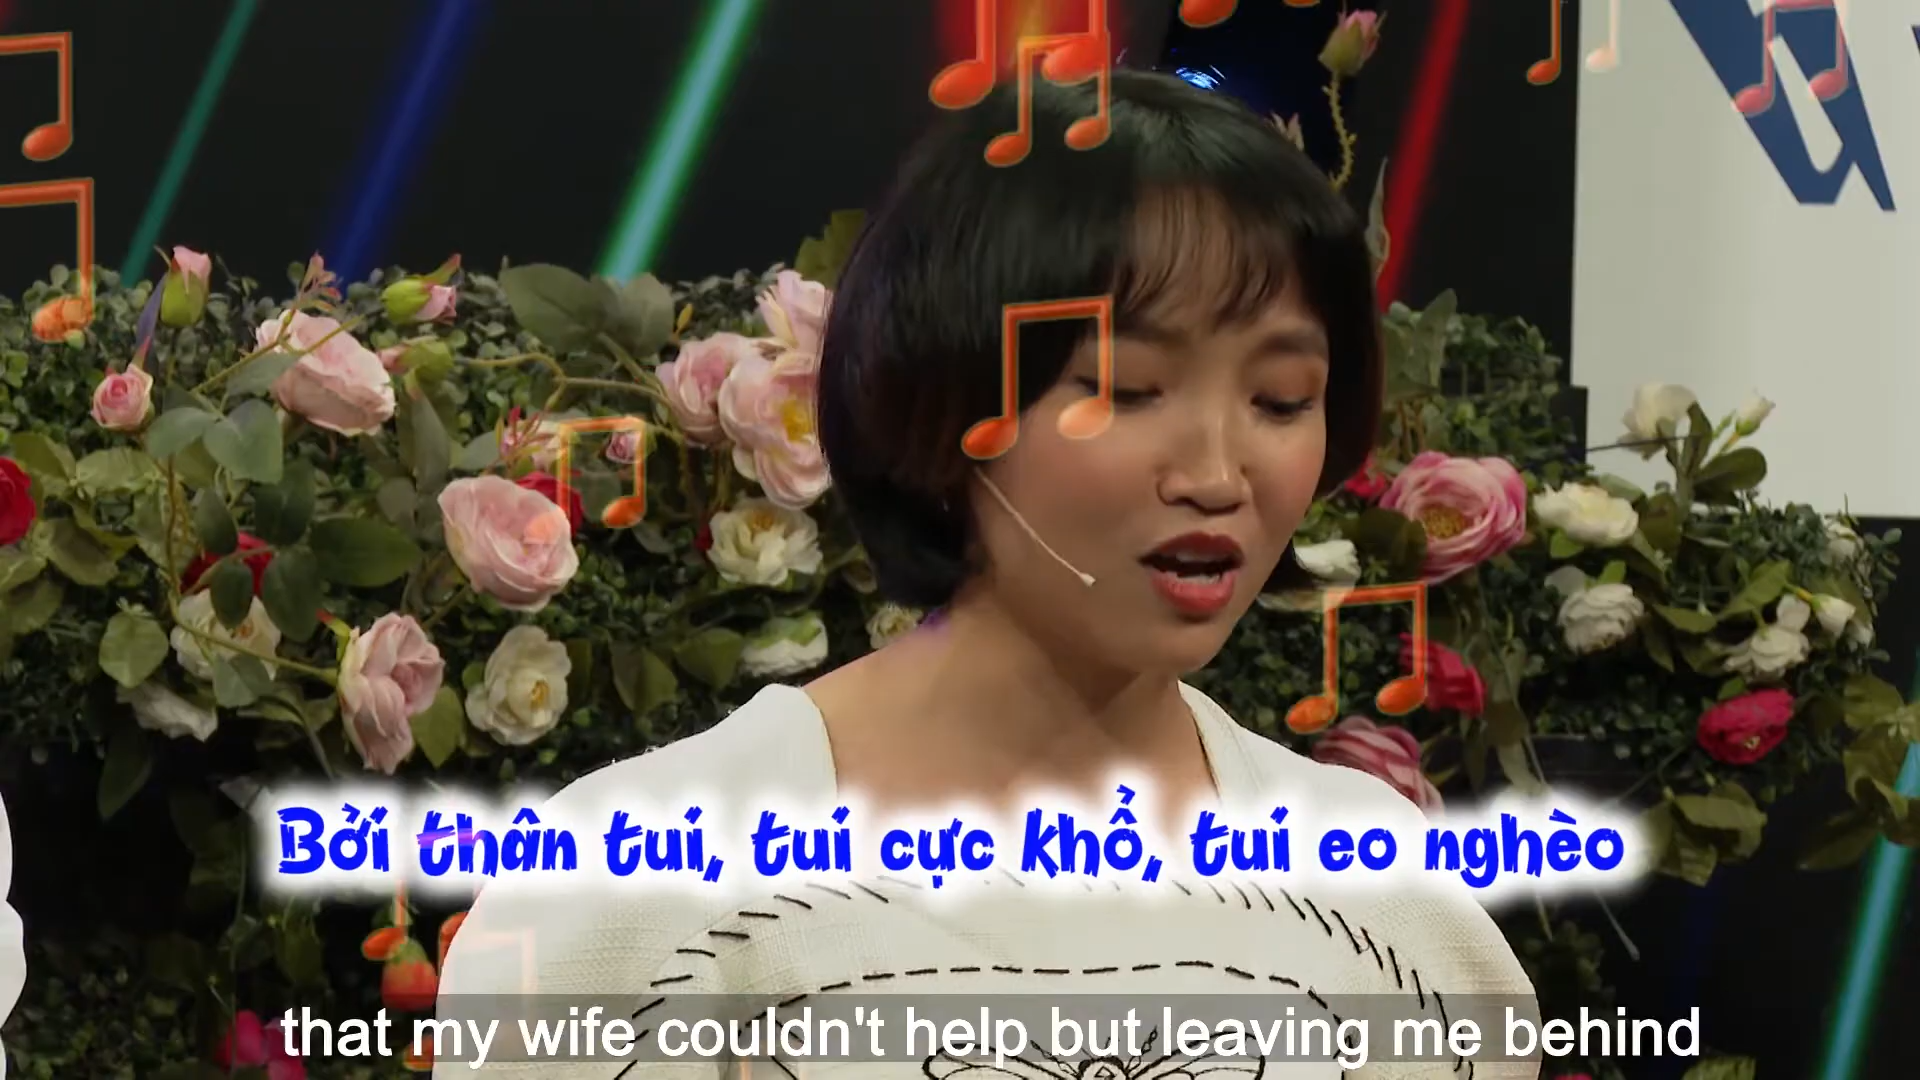 Bởi thân tui, tui cực khổ, tui eo nghèo
that my wife couldn't help but leaving me behind